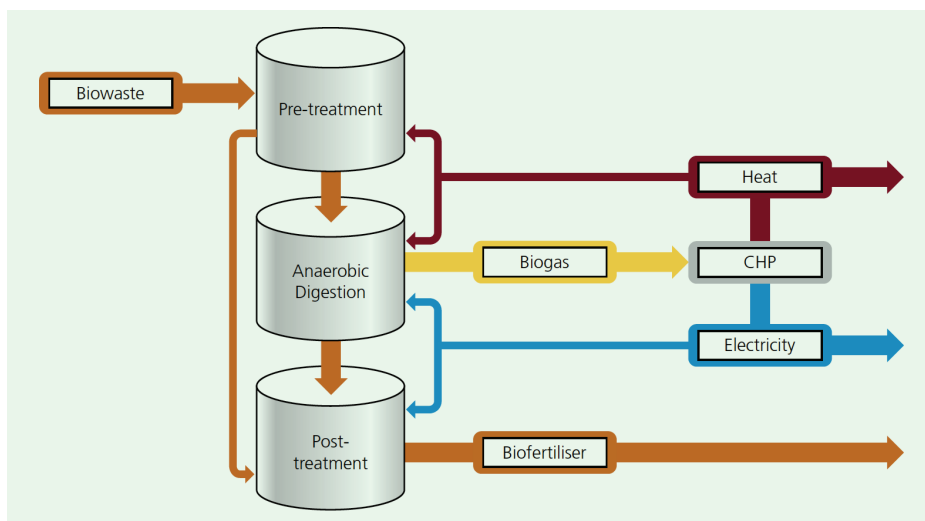 Biowaste
Pre-treatment
Heat
Anaerobic
Digestion
Biogas
CHP
Electricity
Post-
treatment
Biofertiliser